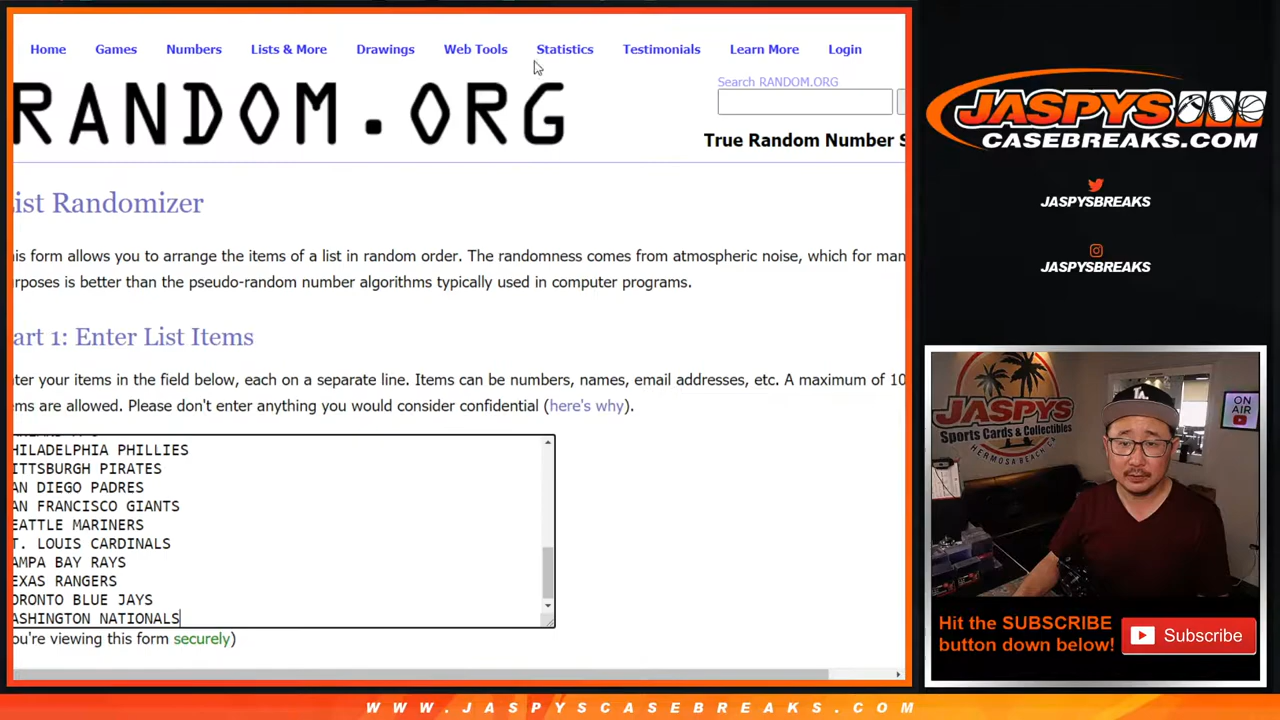 Home Games Numbers Lists & More Drawings Web Tools Statistics Testimonials Learn More Login
Search RANDOM.ORG
RANDOM.ORG
True Random Number S
ist Randomizer
is form allows you to arrange the items of a list in random order. The randomness comes from atmospheric noise, which for man
rposes is better than the pseudo-random number algorithms typically used in computer programs.
art 1: Enter List Items
ter your items in the field below, each on a separate line. Items can be numbers, names, email addresses, etc. A maximum of 10
ms are allowed. Please don't enter anything you would consider confidential (here's why).
HILADELPHIA PHILLIES
ITTSBURGH PIRATES
AN DIEGO PADRES
AN FRANCISCO GIANTS
EATTLE MARINERS
T. LOUIS CARDINALS
AMPA BAY RAYS
EXAS RANGERS
ORONTO BLUE JAYS
ASHINGTON NATIONALS
ou're viewing this form securely)
JASPYS
CASEBREAKS.COM
JASPYSBREAKS
JASPYSBREAKS
JASPYS
Sports Cards & Collectibles
HERMOSA BEACH, CA
LA
ON
AIR
Hit the SUBSCRIBE
button down below!
Subscribe
WWW.JASPYSCASEBREAKS.COM